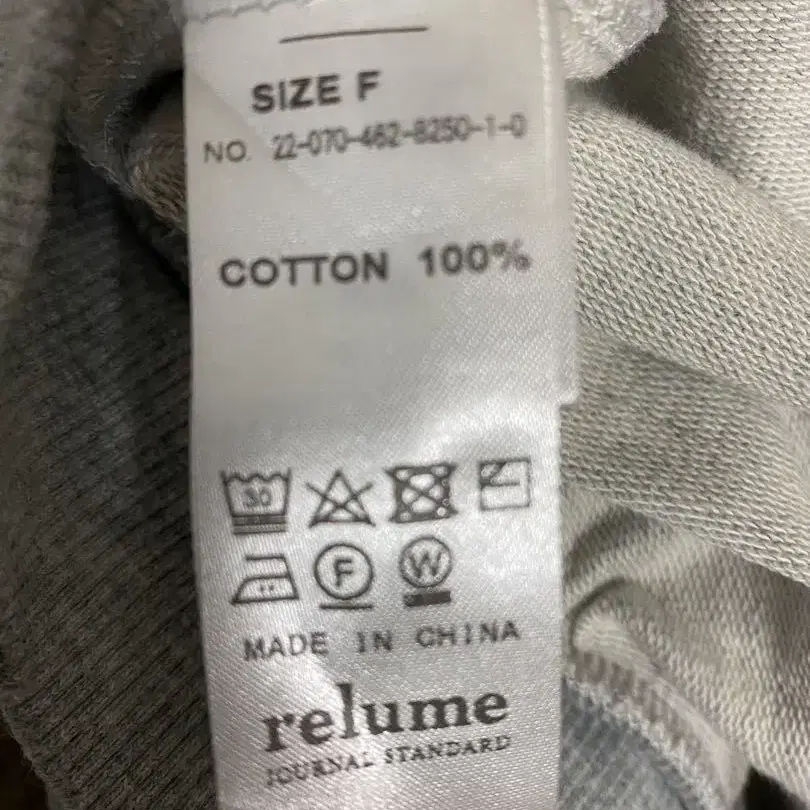 SIZE F
NO. 22-070-462-8250-1-0
COTTON 100%
30
F W
MADE IN CHINA
relume
JOURNAL STANDARD